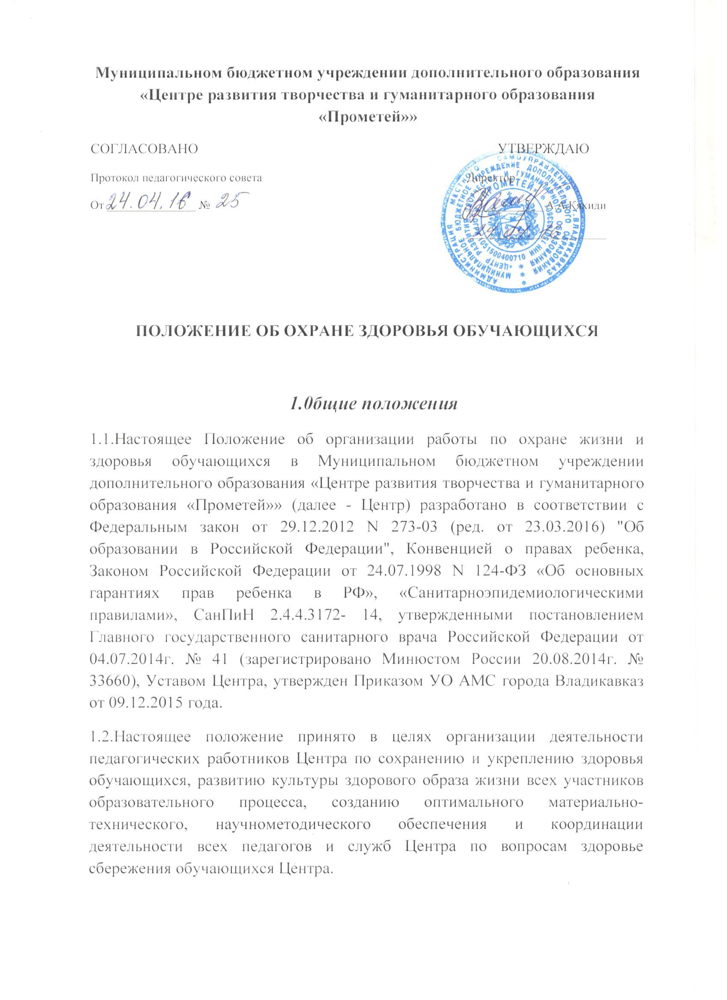 Муниципальном бюджетном учреждении дополнительного образования
«Центре развития творчества и гуманитарного образования
«Прометей»»
СОГЛАСОВАНО УТВЕРЖДАЮ
Протокол педагогического совета Директор
От 24.04.16 № 25 А.А.Кяхиди
24.04.16
АДМИНИСТРАЦИЯ МЕСТНОГО САМОУПРАВЛЕНИЯ г.ВЛАДИКАВКАЗ
МУНИЦИПАЛЬНОЕ БЮДЖЕТНОЕ УЧРЕЖДЕНИЕ ДОПОЛНИТЕЛЬНОГО ОБРАЗОВАНИЯ
«ЦЕНТР РАЗВИТИЯ ТВОРЧЕСТВА И ГУМАНИТАРНОГО ОБРАЗОВАНИЯ
«ПРОМЕТЕЙ»
1051500400710 ИНН
ПОЛОЖЕНИЕ ОБ ОХРАНЕ ЗДОРОВЬЯ ОБУЧАЮЩИХСЯ
1.0бщие положения
1.1.Настоящее Положение об организации работы по охране жизни и
здоровья обучающихся в Муниципальном бюджетном учреждении
дополнительного образования «Центре развития творчества и гуманитарного
образования «Прометей»» (далее - Центр) разработано в соответствии с
Федеральным закон от 29.12.2012 N 273-03 (ред. от 23.03.2016) "Об
образовании в Российской Федерации", Конвенцией о правах ребенка,
Законом Российской Федерации от 24.07.1998 N 124-ФЗ «Об основных
гарантиях прав ребенка в РФ», «Санитарноэпидемиологическими
правилами», СанПиН 2.4.4.3172- 14, утвержденными постановлением
Главного государственного санитарного врача Российской Федерации от
04.07.2014г. № 41 (зарегистрировано Минюстом России 20.08.2014г. №
33660), Уставом Центра, утвержден Приказом УО АМС города Владикавказ
от 09.12.2015 года.
1.2.Настоящее положение принято в целях организации деятельности
педагогических работников Центра по сохранению и укреплению здоровья
обучающихся, развитию культуры здорового образа жизни всех участников
образовательного процесса, созданию оптимального материально-
технического, научнометодического обеспечения и координации
деятельности всех педагогов и служб Центра по вопросам здоровье
сбережения обучающихся Центра.